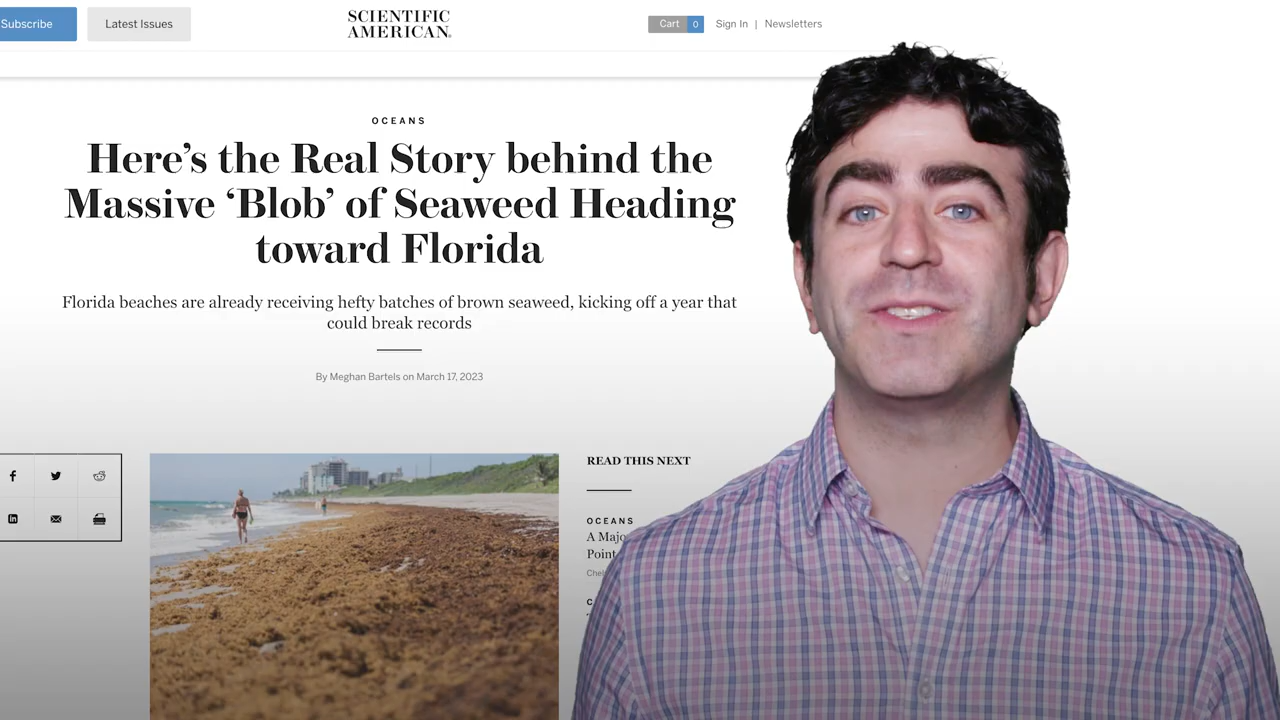 Subscribe
Latest Issues
SCIENTIFIC
AMERICAN
Cart 0 Sign In | Newsletters
OCEANS
Here's the Real Story behind the
Massive ‘Blob’ of Seaweed Heading
toward Florida
Florida beaches are already receiving hefty batches of brown seaweed, kicking off a year that
could break records
By Meghan Bartels on March 17, 2023
READ THIS NEXT
OCEANS
A
Point